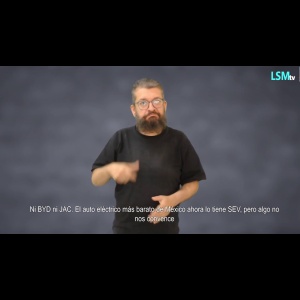 LSMtv
Ni BYD ni JAC. El auto eléctrico más barato de México ahora lo tiene SEV, pero algo no
nos convence